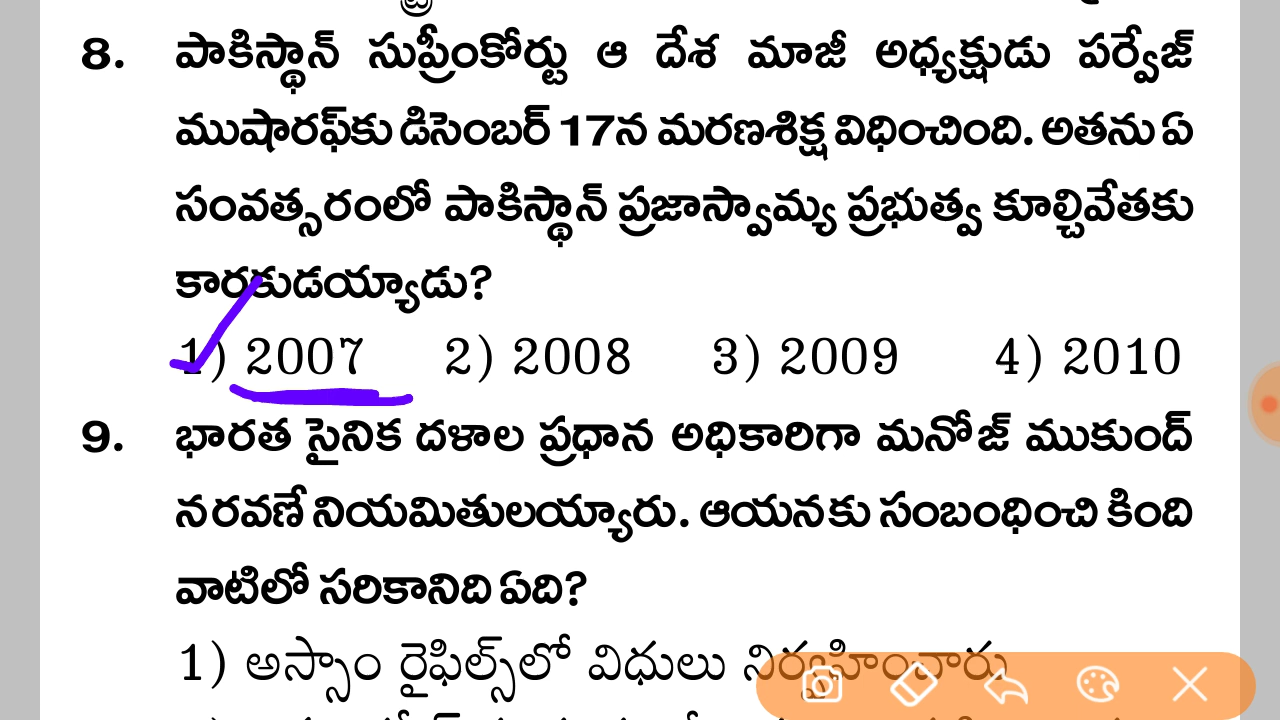 8. పాకిస్థాన్ సుప్రీంకోర్టు ఆ దేశ మాజీ అధ్యక్షుడు పర్వేజ్
ముషారఫ్‌కు డిసెంబర్ 17న మరణశిక్ష విధించింది. అతను ఏ
సంవత్సరంలో పాకిస్థాన్ ప్రజాస్వామ్య ప్రభుత్వ కూల్చివేతకు
కారకుడయ్యాడు?
1) 2007 2) 2008 3) 2009 4) 2010
9. భారత సైనిక దళాల ప్రధాన అధికారిగా మనోజ్ ముకుంద్
నరవణే నియమితులయ్యారు. ఆయనకు సంబంధించి కింది
వాటిలో సరికానిది ఏది?
1) అస్సాం రైఫిల్స్‌లో విధులు నిర్వహించారు